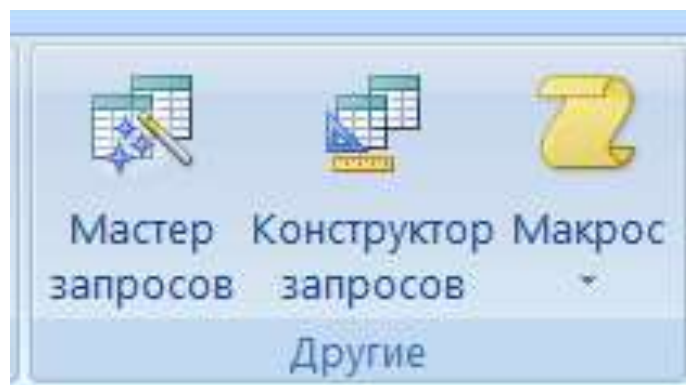 Мастер запросов
Конструктор запросов
Макрос
Другие